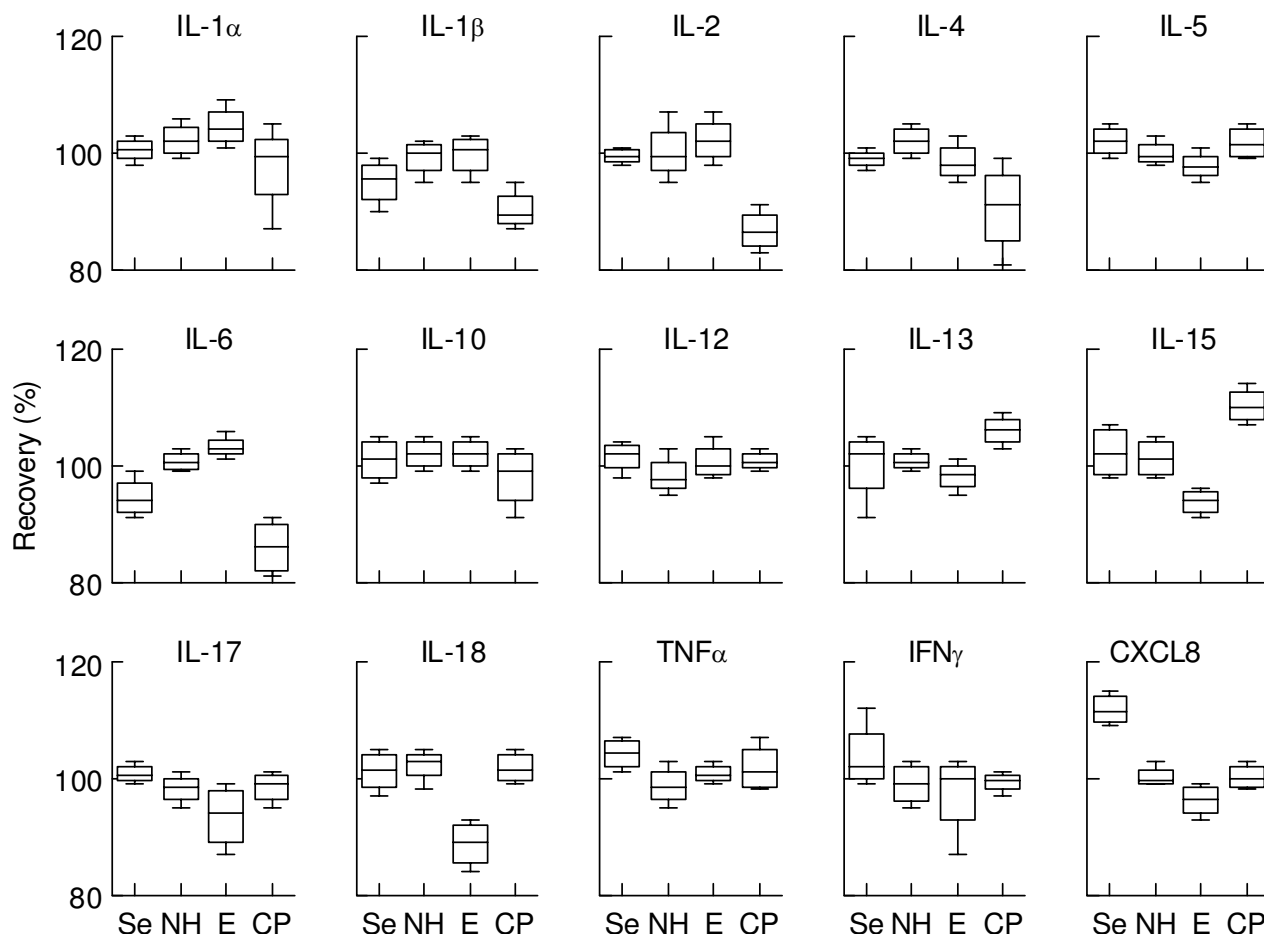 IL-1α IL-1β IL-2 IL-4 IL-5
120
100
80
IL-6 IL-10 IL-12 IL-13 IL-15
120
Recovery (%)
100
80
IL-17 IL-18 TNFα IFNγ CXCL8
120
100
80
Se NH E CP Se NH E CP Se NH E CP Se NH E CP Se NH E CP